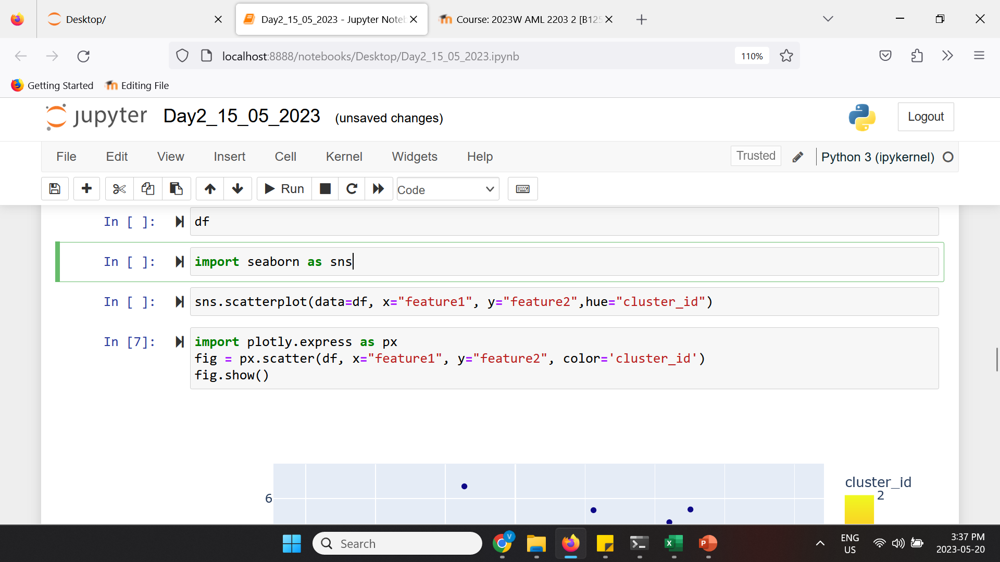 Desktop/
Day2_15_05_2023 - Jupyter Noteb
Course: 2023W AML 2203 2 [B125
localhost:8888/notebooks/Desktop/Day2_15_05_2023.ipynb
110%
Getting Started
Editing File
jupyter Day2_15_05_2023 (unsaved changes)
Logout
File Edit View Insert Cell Kernel Widgets Help
Trusted
Python 3 (ipykernel)
Run
Code
In [ ]: df
In [ ]: import seaborn as sns
In [ ]: sns.scatterplot(data=df, x="feature1", y="feature2",hue="cluster_id")
In [7]: import plotly.express as px
fig = px.scatter(df, x="feature1", y="feature2", color='cluster_id')
fig.show()
cluster_id
2
6
Search
V
X
P
ENG
US
3:37 PM
2023-05-20